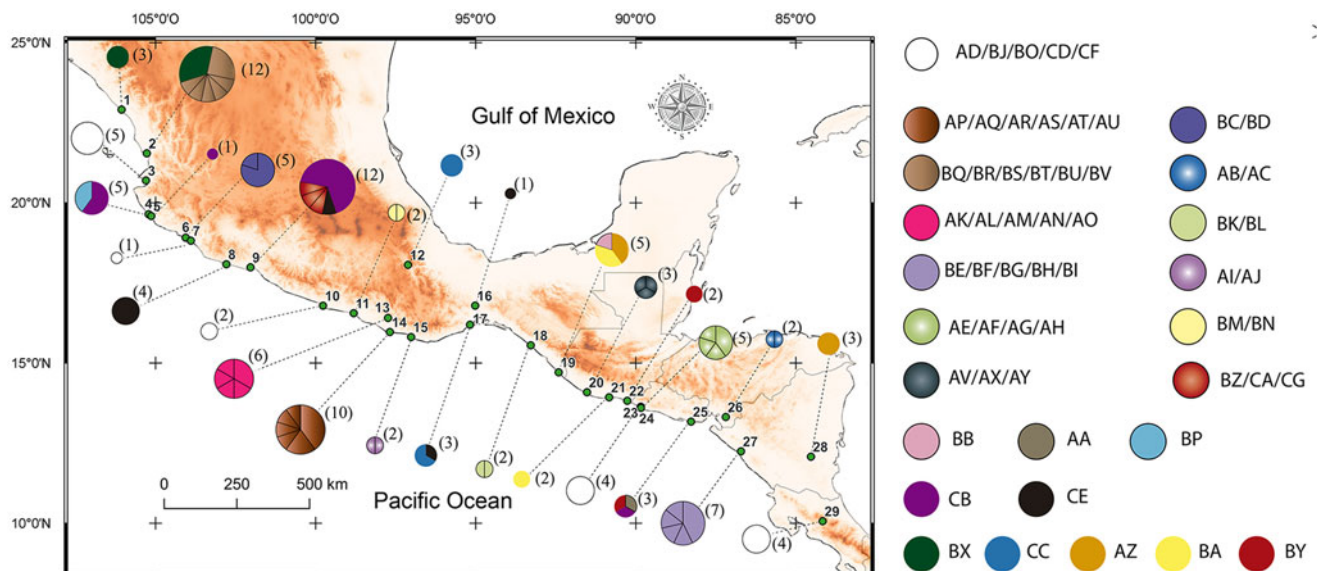 105°0'W 100°0'W 95°0'W 90°0'W 85°0'W
25°0'N
20°0'N
15°0'N
10°0'N
Gulf of Mexico
Pacific Ocean
N
W E
S
0 250 500 km
(3)
(12)
(5)
(1)
(5)
(12)
(3)
(1)
(2)
(5)
(5)
(3)
(2)
(1)
(4)
(2)
(6)
(10)
(2)
(3)
(2)
(2)
(4)
(3)
(7)
(4)
(5)
(2)
(3)
1
2
3
4
5
6
7
8
9
10
11
12
13
14
15
16
17
18
19
20
21
22
23
24
25
26
27
28
29
AD/BJ/BO/CD/CF
AP/AQ/AR/AS/AT/AU BC/BD
BQ/BR/BS/BT/BU/BV AB/AC
AK/AL/AM/AN/AO BK/BL
BE/BF/BG/BH/BI AI/AJ
AE/AF/AG/AH BM/BN
AV/AX/AY BZ/CA/CG
BB AA BP
CB CE
BX CC AZ BA BY